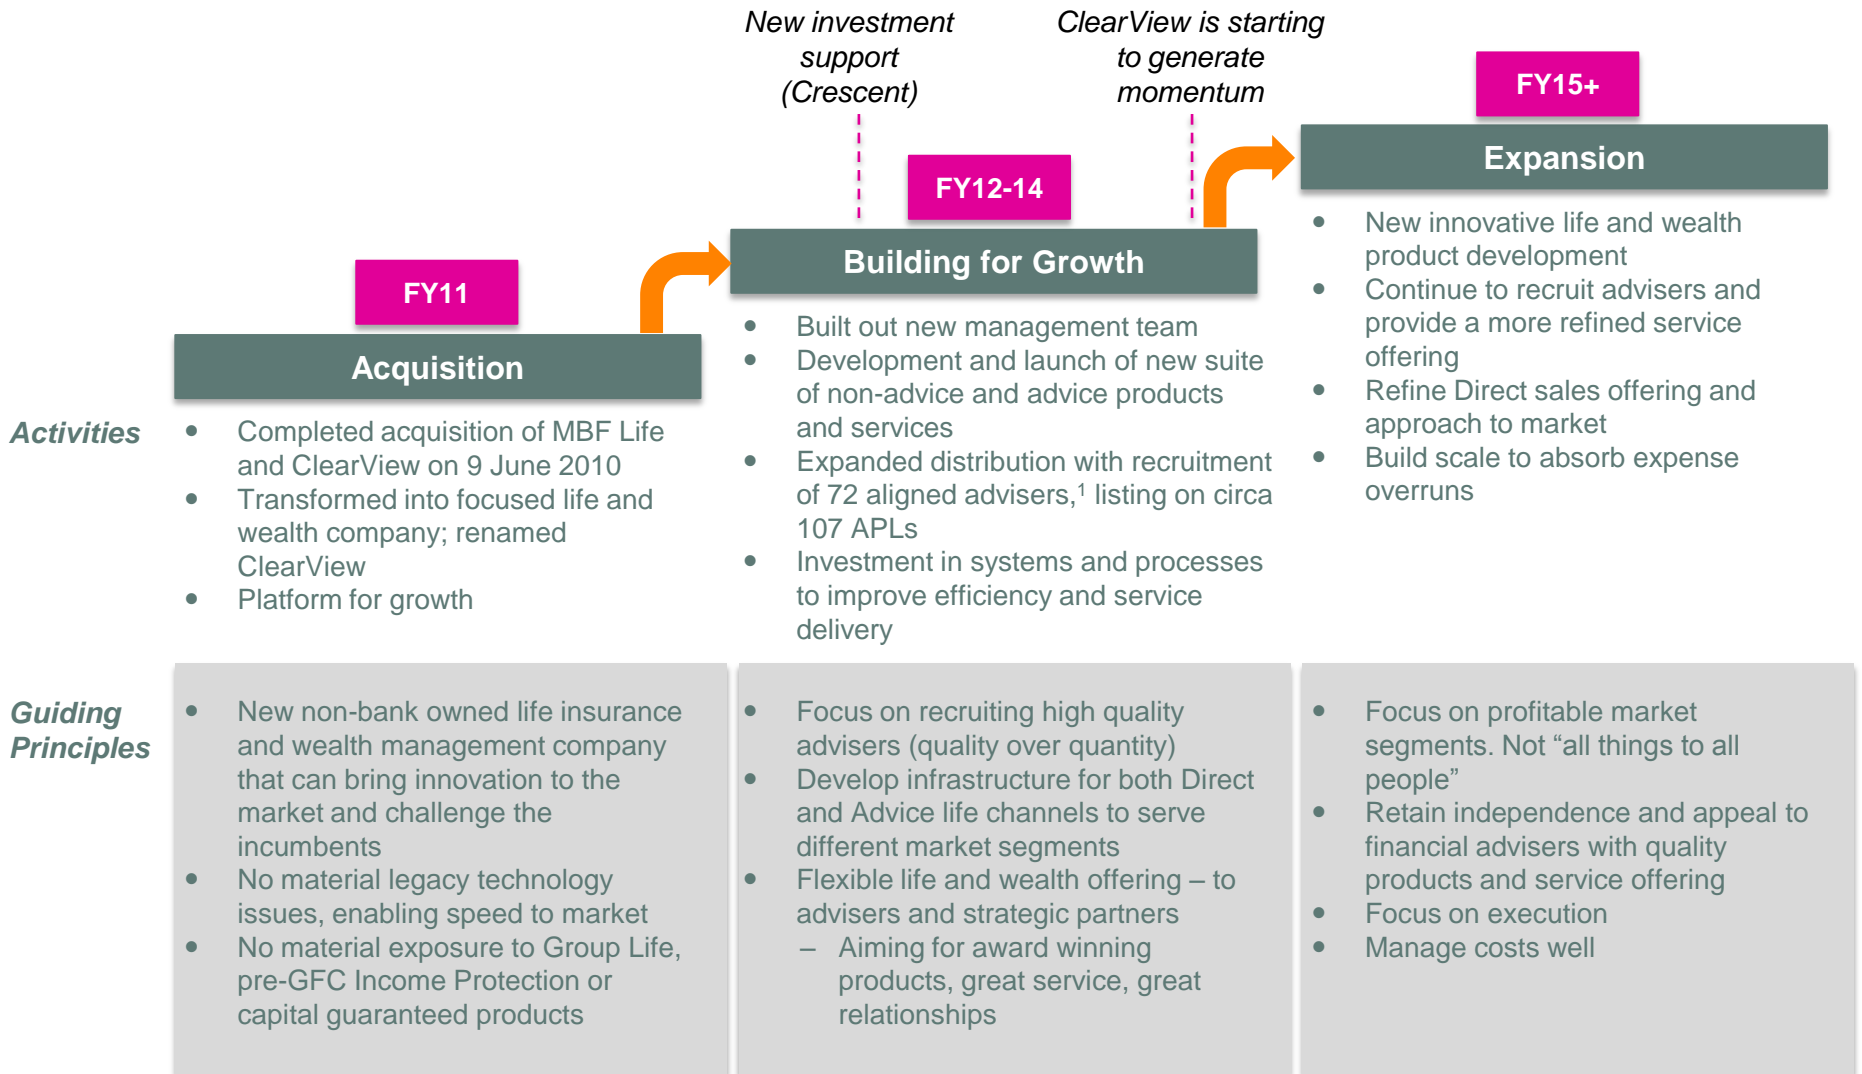 New investment
support
(Crescent)
ClearView is starting
to generate
momentum
FY11
Acquisition
FY12-14
Building for Growth
FY15+
Expansion
Activities
• Completed acquisition of MBF Life
and ClearView on 9 June 2010
• Transformed into focused life and
wealth company; renamed
ClearView
• Platform for growth
• Built out new management team
• Development and launch of new suite
of non-advice and advice products
and services
• Expanded distribution with recruitment
of 72 aligned advisers,¹ listing on circa
107 APLs
• Investment in systems and processes
to improve efficiency and service
delivery
• New innovative life and wealth
product development
• Continue to recruit advisers and
provide a more refined service
offering
• Refine Direct sales offering and
approach to market
• Build scale to absorb expense
overruns
Guiding
Principles
• New non-bank owned life insurance
and wealth management company
that can bring innovation to the
market and challenge the
incumbents
• No material legacy technology
issues, enabling speed to market
• No material exposure to Group Life,
pre-GFC Income Protection or
capital guaranteed products
• Focus on recruiting high quality
advisers (quality over quantity)
• Develop infrastructure for both Direct
and Advice life channels to serve
different market segments
• Flexible life and wealth offering – to
advisers and strategic partners
– Aiming for award winning
products, great service, great
relationships
• Focus on profitable market
segments. Not “all things to all
people”
• Retain independence and appeal to
financial advisers with quality
products and service offering
• Focus on execution
• Manage costs well